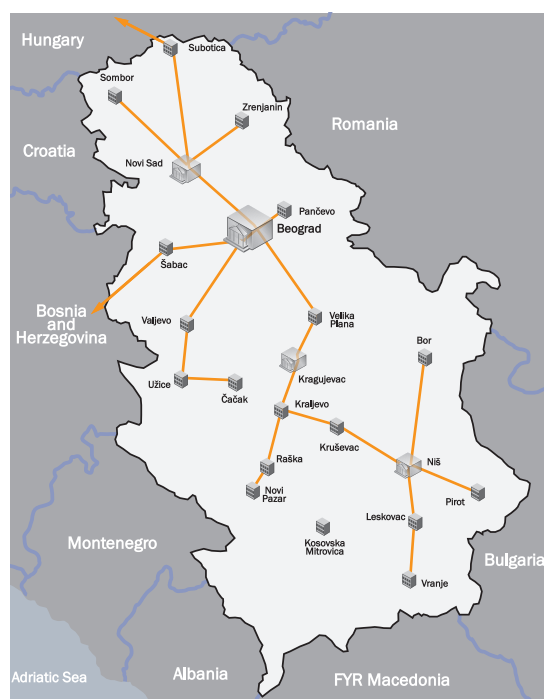 Hungary
Subotica
Sombor
Zrenjanin
Romania
Croatia
Novi Sad
Pančevo
Beograd
Šabac
Bosnia
and
Herzegovina
Valjevo
Velika
Plana
Bor
Kragujevac
Užice
Čačak
Kraljevo
Kruševac
Raška
Niš
Novi
Pazar
Pirot
Leskovac
Kosovska
Mitrovica
Montenegro
Bulgaria
Vranje
Adriatic Sea
Albania
FYR Macedonia